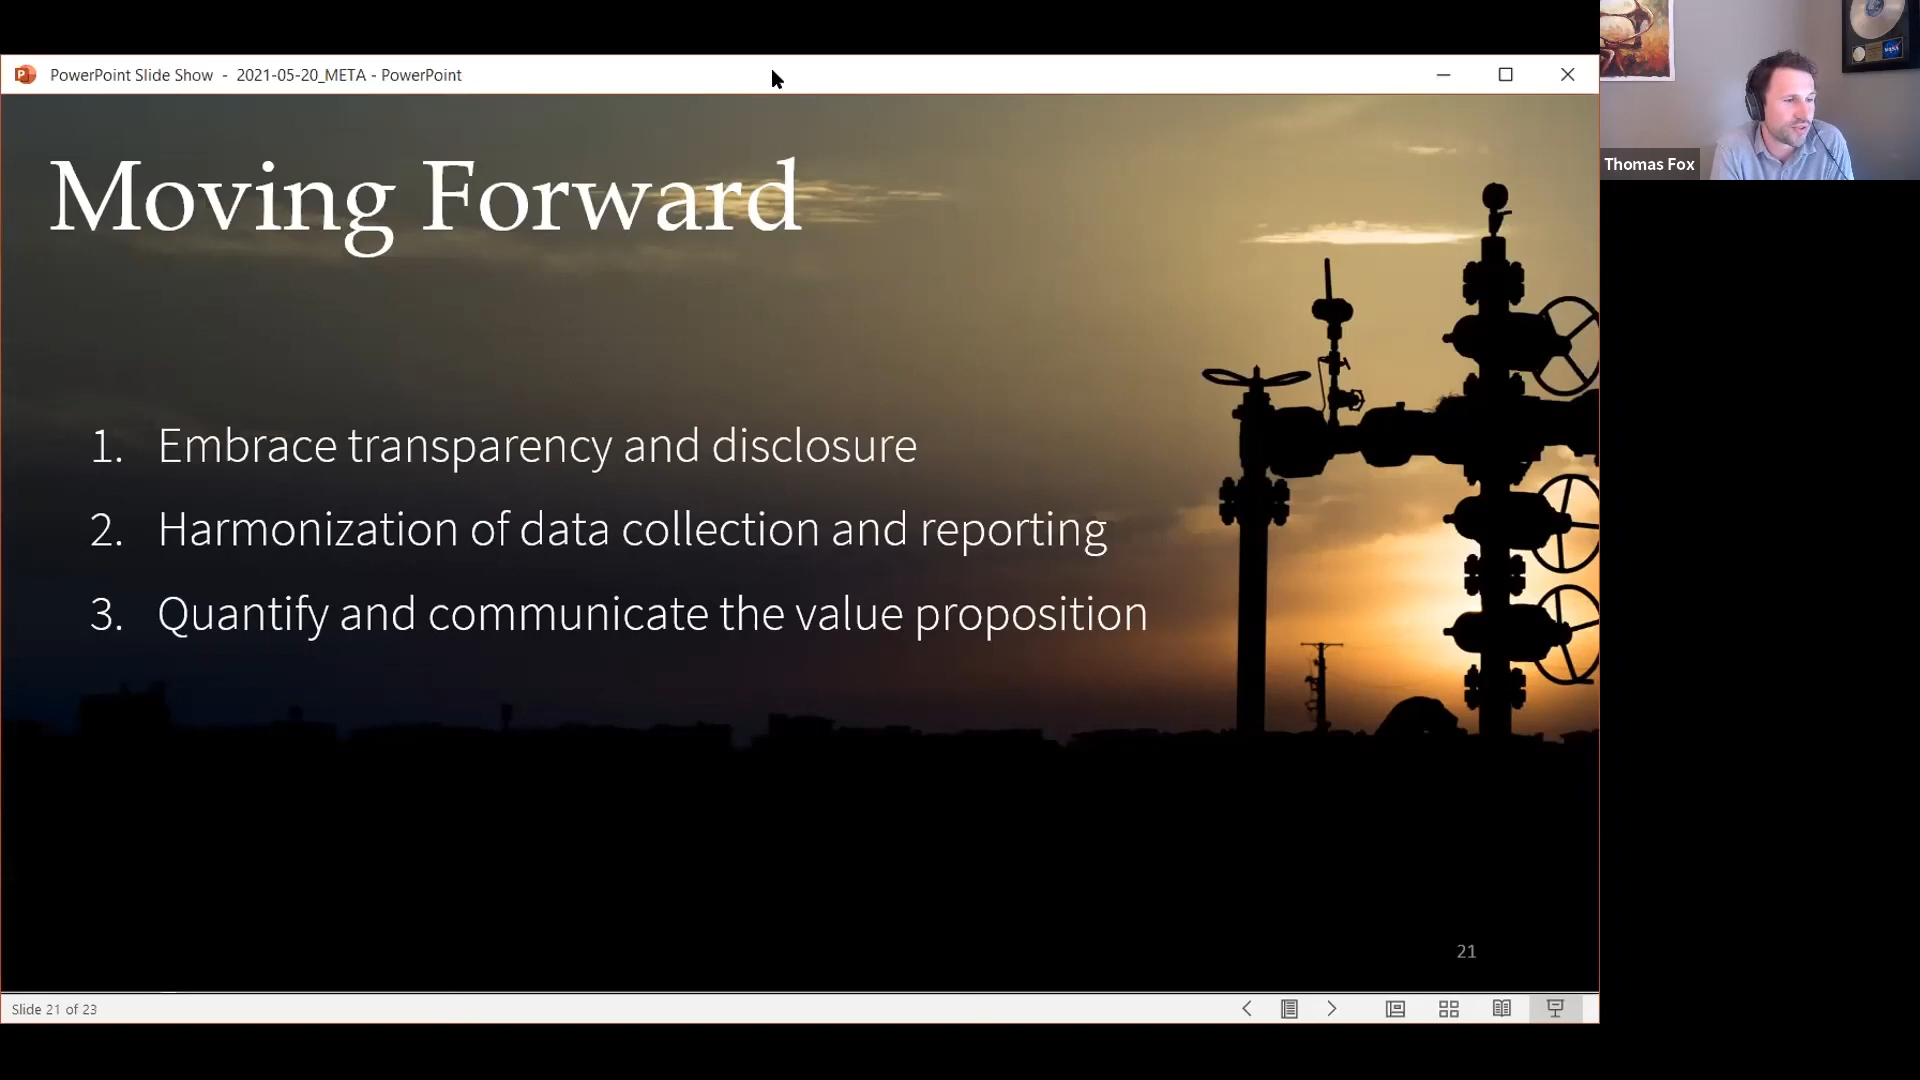 PowerPoint Slide Show - 2021-05-20_META - PowerPoint
Thomas Fox
NASA
Moving Forward
1. Embrace transparency and disclosure
2. Harmonization of data collection and reporting
3. Quantify and communicate the value proposition
21
Slide 21 of 23